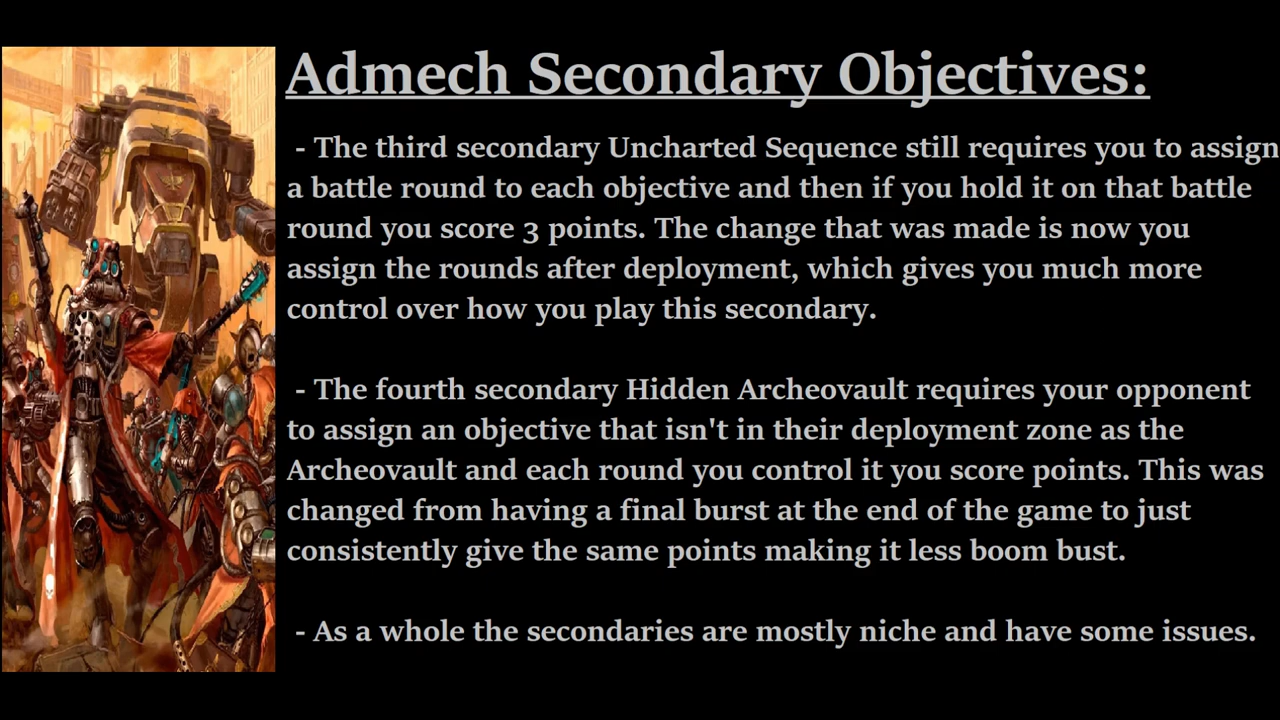 Admech Secondary Objectives:
- The third secondary Uncharted Sequence still requires you to assign
a battle round to each objective and then if you hold it on that battle
round you score 3 points. The change that was made is now you
assign the rounds after deployment, which gives you much more
control over how you play this secondary.
- The fourth secondary Hidden Archeovault requires your opponent
to assign an objective that isn't in their deployment zone as the
Archeovault and each round you control it you score points. This was
changed from having a final burst at the end of the game to just
consistently give the same points making it less boom bust.
- As a whole the secondaries are mostly niche and have some issues.